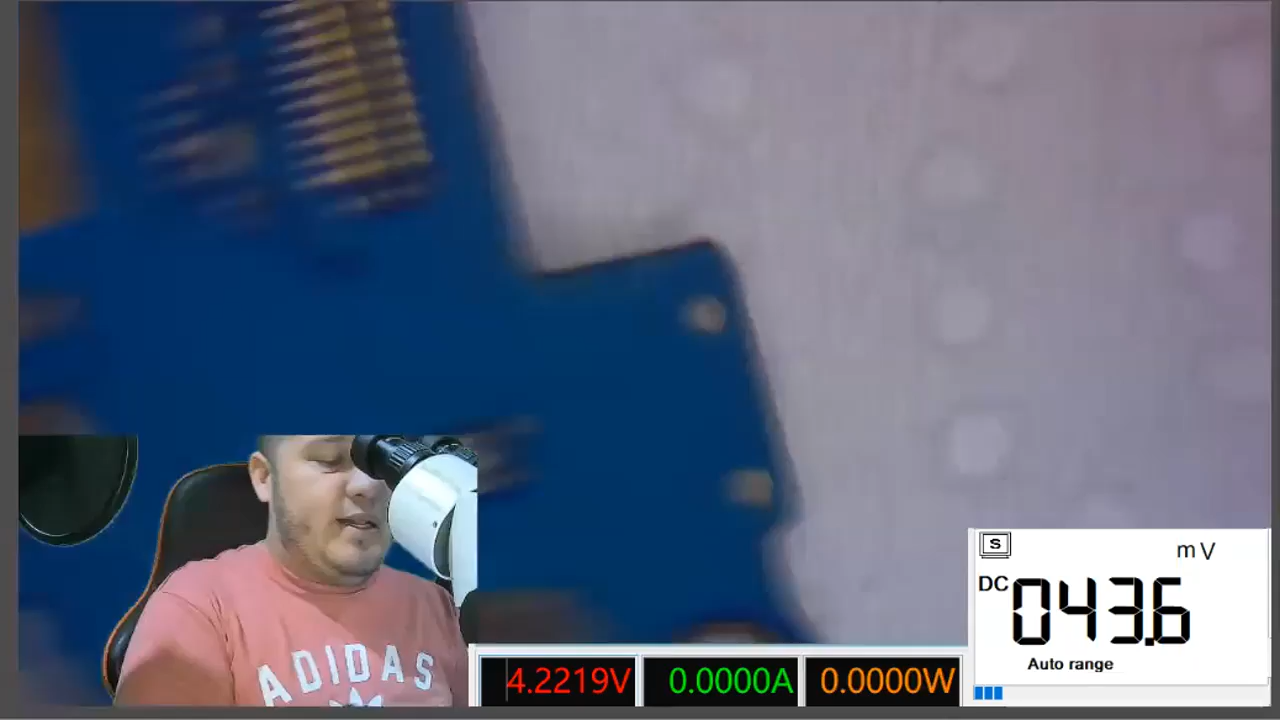 ADIDAS
4.2219V 0.0000A 0.0000W
S
mV
DC 043.6
Auto range